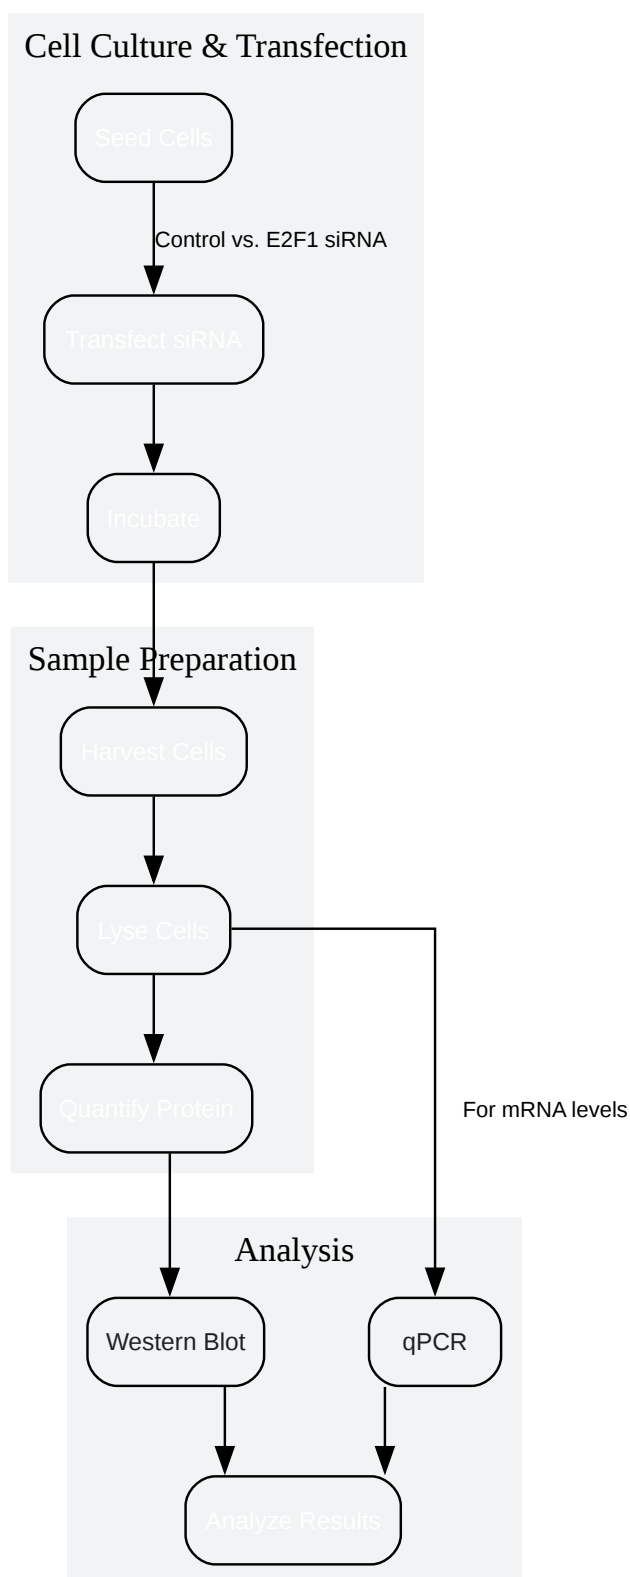 Cell Culture & Transfection
Seed Cells
Control vs. E2F1 siRNA
Transfect siRNA
Incubate
Sample Preparation
Harvest Cells
Lyse Cells
Quantify Protein
For mRNA levels
Analysis
Western Blot
qPCR
Analyze Results